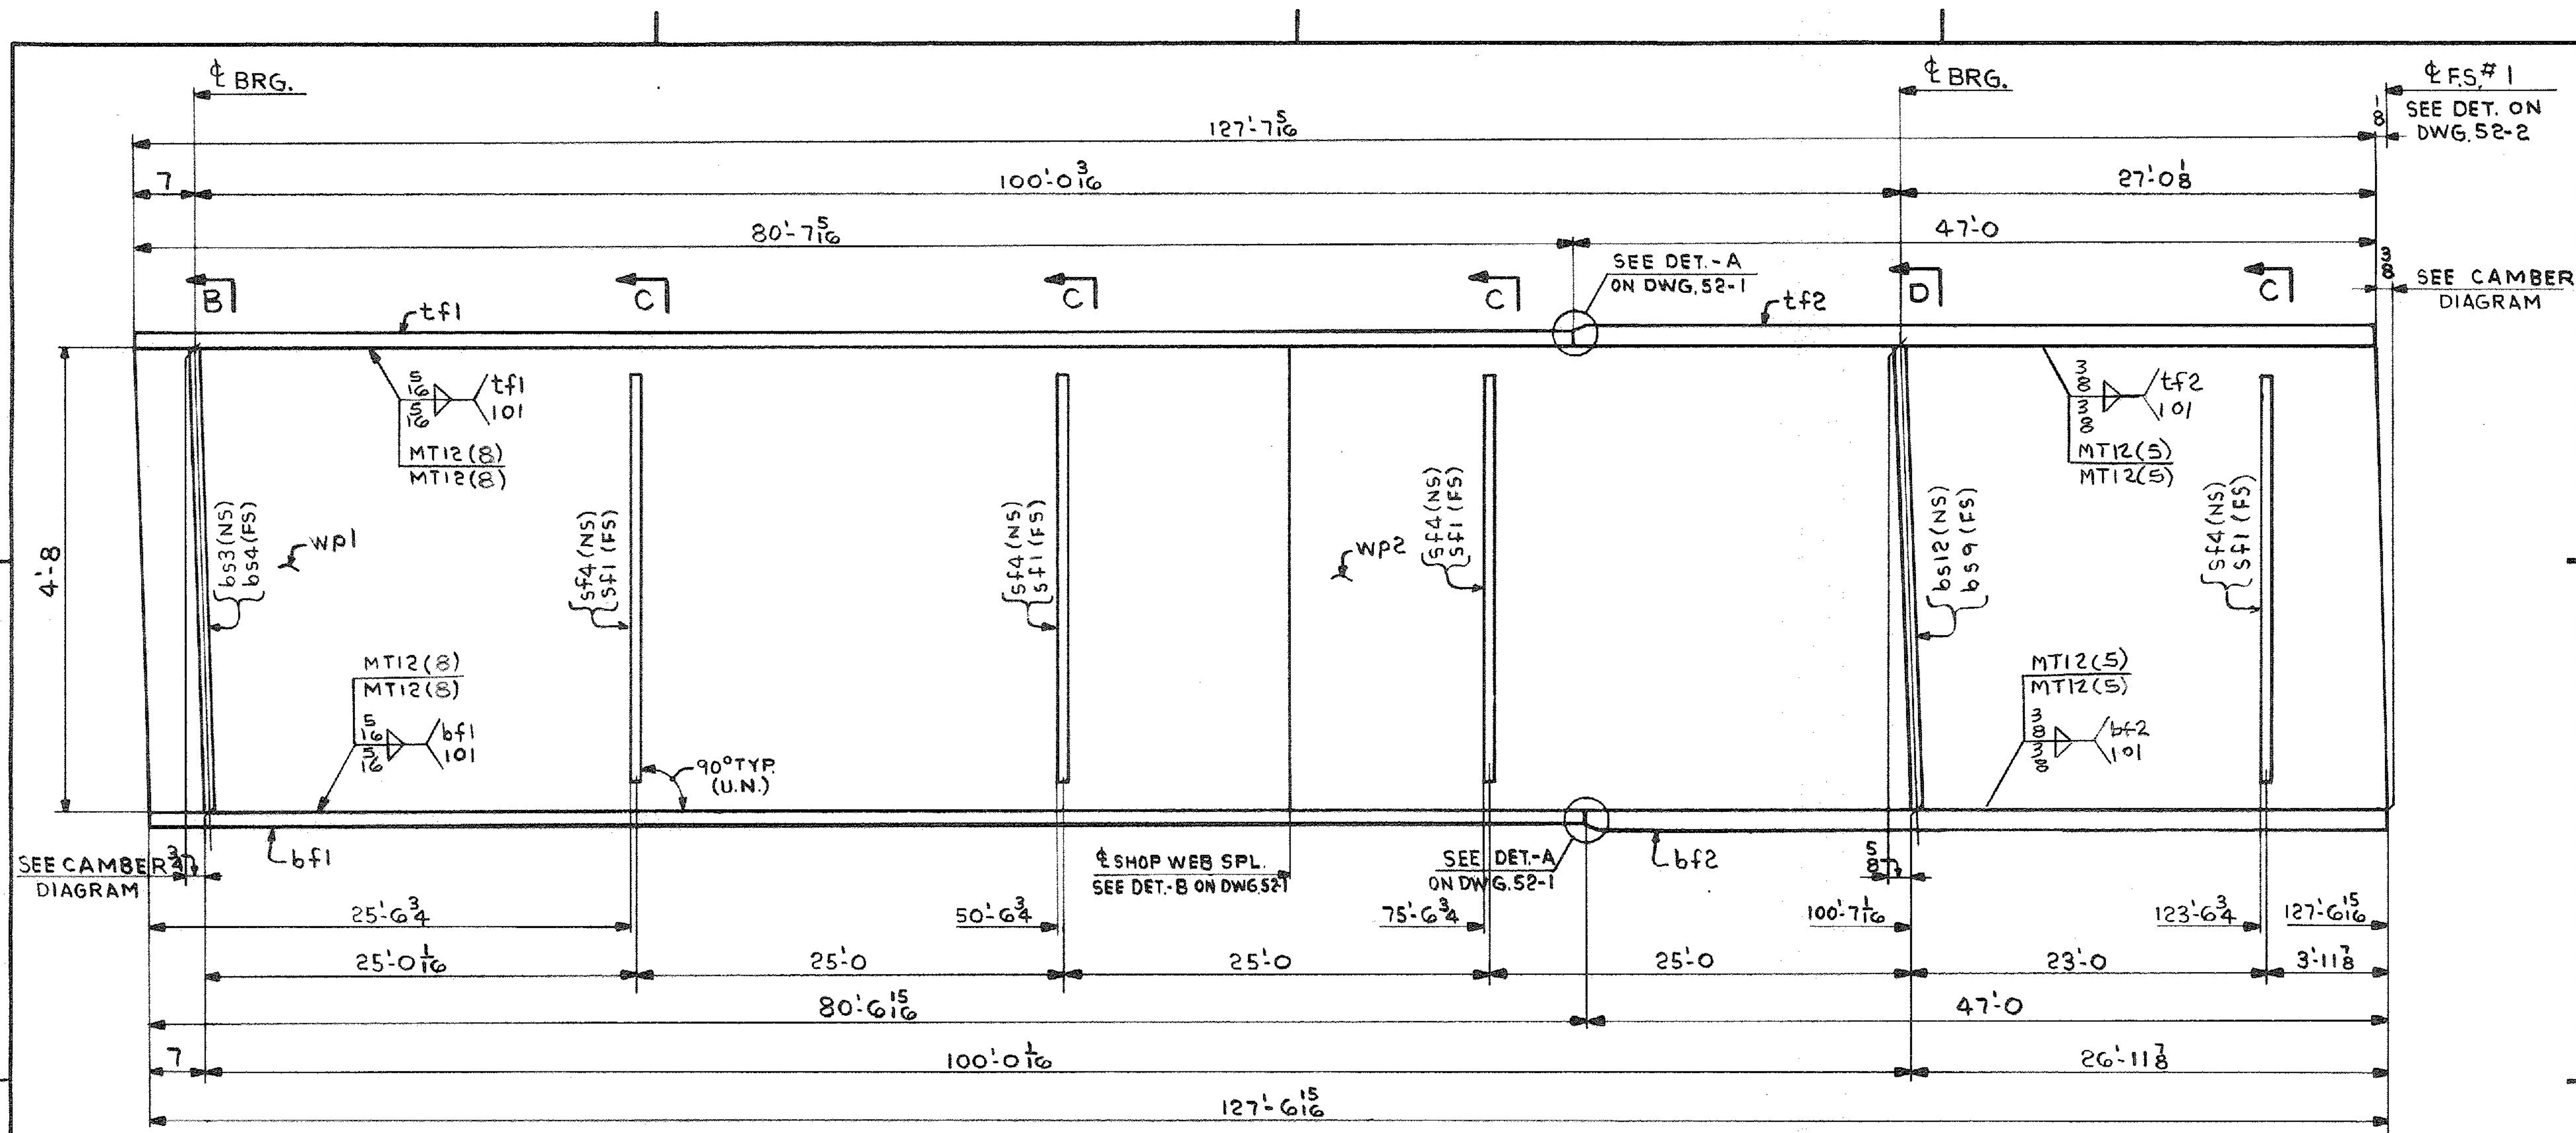 ℄ BRG.
℄ BRG.
℄ F.S. # 1
SEE DET. ON
DWG. 52-2
1/8
127'-7 5/16
7
100'-0 3/16
27'-0 1/8
80'-7 5/16
47'-0
3/8
SEE CAMBER
DIAGRAM
SEE DET.-A
ON DWG. 52-1
B
C
C
C
D
C
tf1
tf2
5/16
5/16
tf1
101
MT12(8)
MT12(8)
3/8
3/8
tf2
101
MT12(5)
MT12(5)
4'-8
bs3(NS)
bs4(FS)
wp1
sf4(NS)
sf1(FS)
sf4(NS)
sf1(FS)
wp2
sf4(NS)
sf1(FS)
bs12(NS)
bs9(FS)
sf4(NS)
sf1(FS)
MT12(8)
MT12(8)
5/16
5/16
bf1
101
90° TYP.
(U.N.)
MT12(5)
MT12(5)
3/8
3/8
bf2
101
SEE CAMBER
DIAGRAM
3/4
bf1
℄ SHOP WEB SPL.
SEE DET.-B ON DWG 52-1
SEE DET.-A
ON DWG. 52-1
bf2
5/8
25'-6 3/4
50'-6 3/4
75'-6 3/4
100'-7 1/16
123'-6 3/4
127'-6 15/16
25'-0 1/16
25'-0
25'-0
25'-0
23'-0
3'-11 7/8
80'-6 15/16
47'-0
7
100'-0 1/16
26'-11 7/8
127'-6 15/16